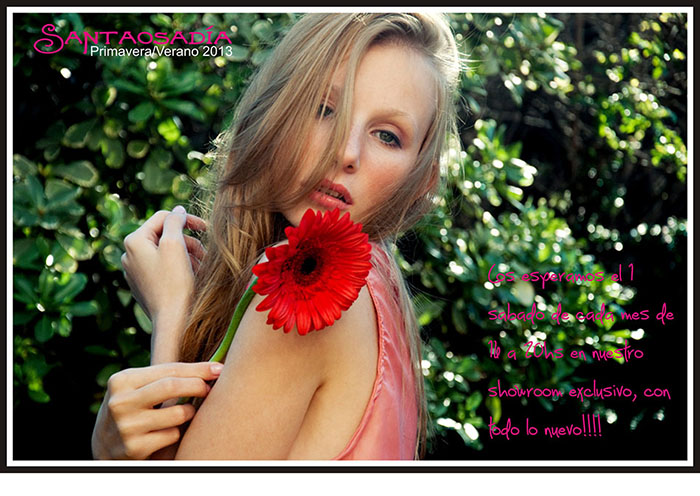 SANTAOSADÍA
Primavera/Verano 2013
Los esperamos el 1
sabado de cada mes de
16 a 20hs en nuestro
showroom exclusivo, con
todo lo nuevo!!!!